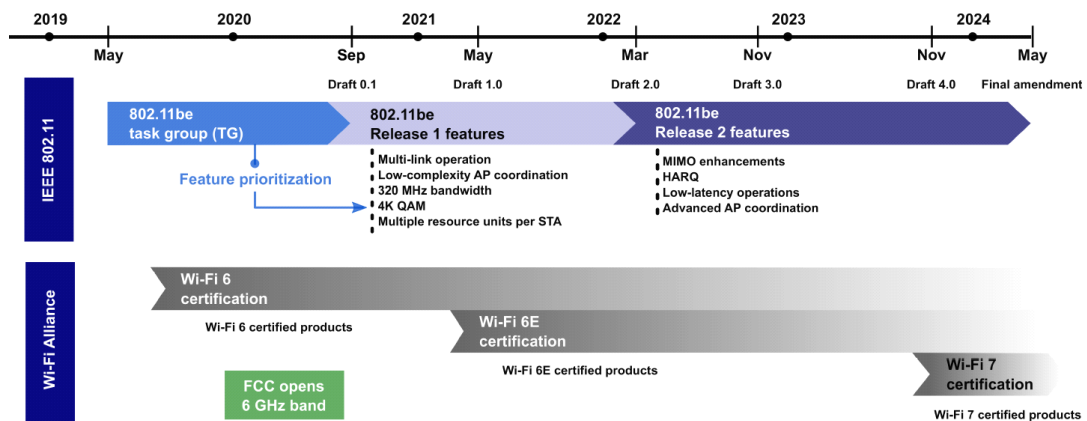 2019
2020
2021
2022
2023
2024
May
Sep
May
Mar
Nov
Nov
May
Draft 0.1
Draft 1.0
Draft 2.0
Draft 3.0
Draft 4.0
Final amendment
IEEE 802.11
802.11be
task group (TG)
802.11be
Release 1 features
802.11be
Release 2 features
Feature prioritization
Multi-link operation
Low-complexity AP coordination
320 MHz bandwidth
4K QAM
Multiple resource units per STA
MIMO enhancements
HARQ
Low-latency operations
Advanced AP coordination
Wi-Fi Alliance
Wi-Fi 6
certification
Wi-Fi 6 certified products
Wi-Fi 6E
certification
Wi-Fi 6E certified products
FCC opens
6 GHz band
Wi-Fi 7
certification
Wi-Fi 7 certified products